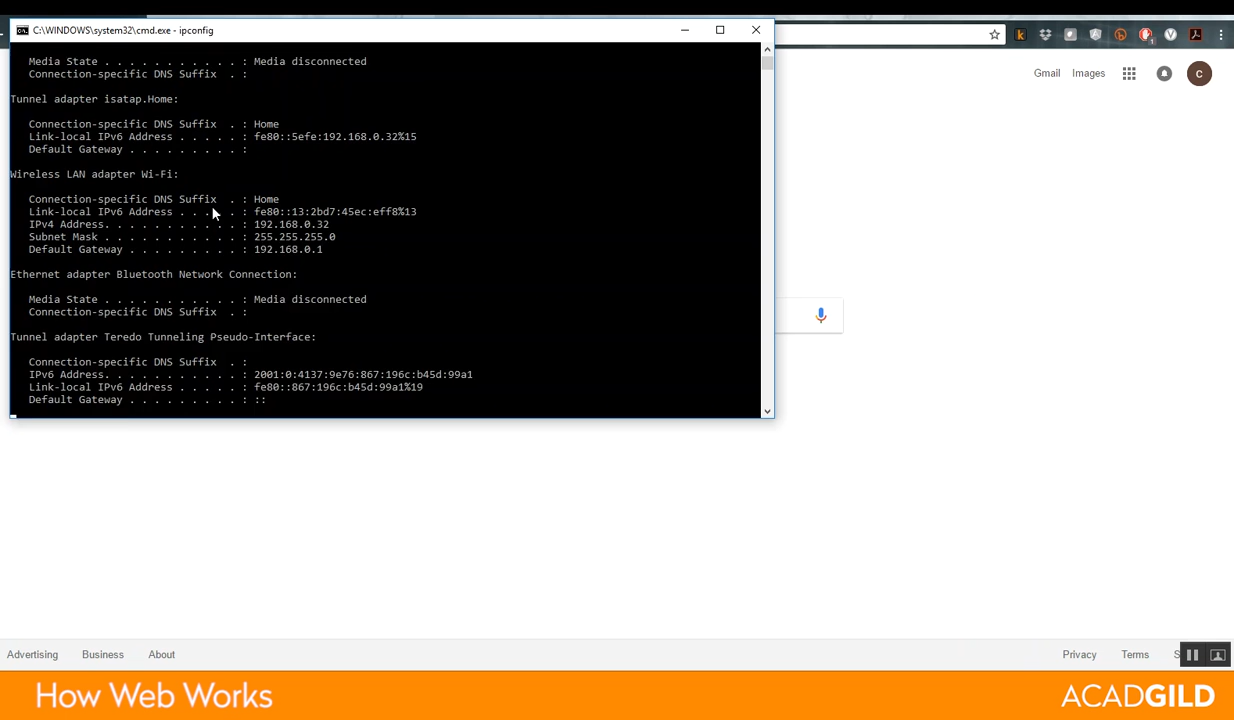 C:\WINDOWS\system32\cmd.exe - ipconfig
Media State . . . . . . . . . . . : Media disconnected
Connection-specific DNS Suffix  . :
Tunnel adapter isatap.Home:
Connection-specific DNS Suffix  . : Home
Link-local IPv6 Address . . . . . : fe80::5efe:192.168.0.32%15
Default Gateway . . . . . . . . . :
Wireless LAN adapter Wi-Fi:
Connection-specific DNS Suffix  . : Home
Link-local IPv6 Address . . . . . : fe80::13:2bd7:45ec:eff8%13
IPv4 Address. . . . . . . . . . . : 192.168.0.32
Subnet Mask . . . . . . . . . . . : 255.255.255.0
Default Gateway . . . . . . . . . : 192.168.0.1
Ethernet adapter Bluetooth Network Connection:
Media State . . . . . . . . . . . : Media disconnected
Connection-specific DNS Suffix  . :
Tunnel adapter Teredo Tunneling Pseudo-Interface:
Connection-specific DNS Suffix  . :
IPv6 Address. . . . . . . . . . . : 2001:0:4137:9e76:867:196c:b45d:99a1
Link-local IPv6 Address . . . . . : fe80::867:196c:b45d:99a1%19
Default Gateway . . . . . . . . . : ::
Gmail Images C
Advertising Business About Privacy Terms
How Web Works ACADGILD